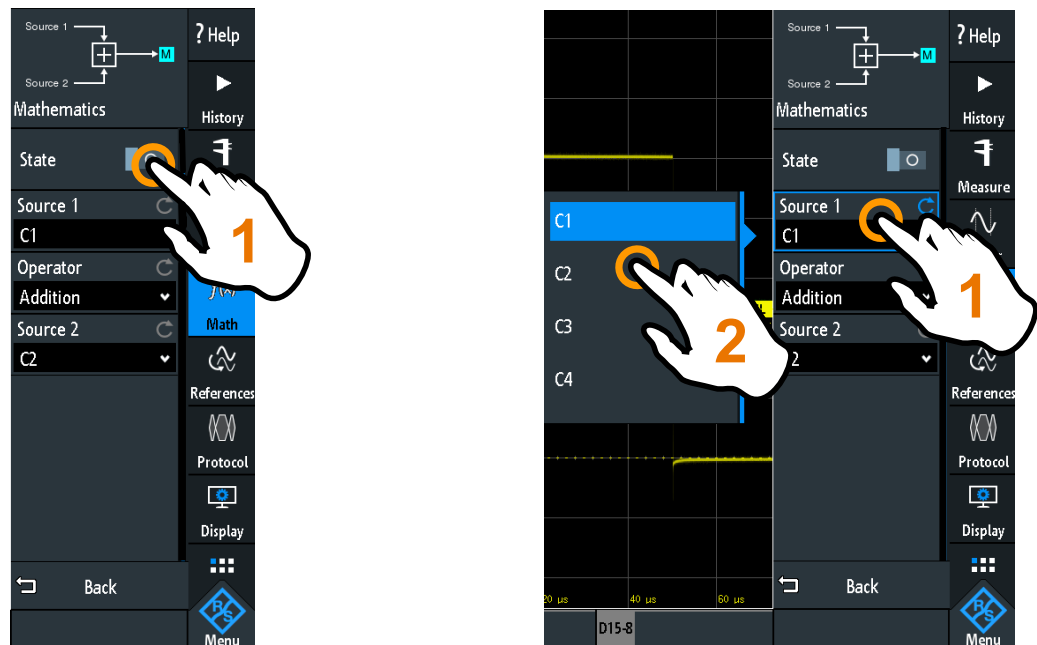 Source 1
M
Source 2
Mathematics
State
Source 1
C1
Operator
Addition
Source 2
C2
Back
? Help
History
Math
References
Protocol
Display
R/S
Menu
1
C1
C2
C3
C4
20 µs
40 µs
60 µs
D15-8
2
Source 1
M
Source 2
Mathematics
State
Source 1
C1
Operator
Addition
Source 2
2
Back
? Help
History
Measure
References
Protocol
Display
R/S
Menu
1